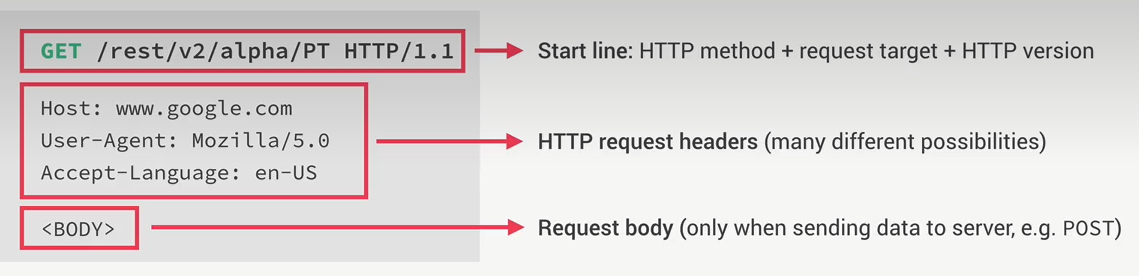 GET /rest/v2/alpha/PT HTTP/1.1
Start line: HTTP method + request target + HTTP version
Host: www.google.com
User-Agent: Mozilla/5.0
Accept-Language: en-US
HTTP request headers (many different possibilities)
<BODY>
Request body (only when sending data to server, e.g. POST)